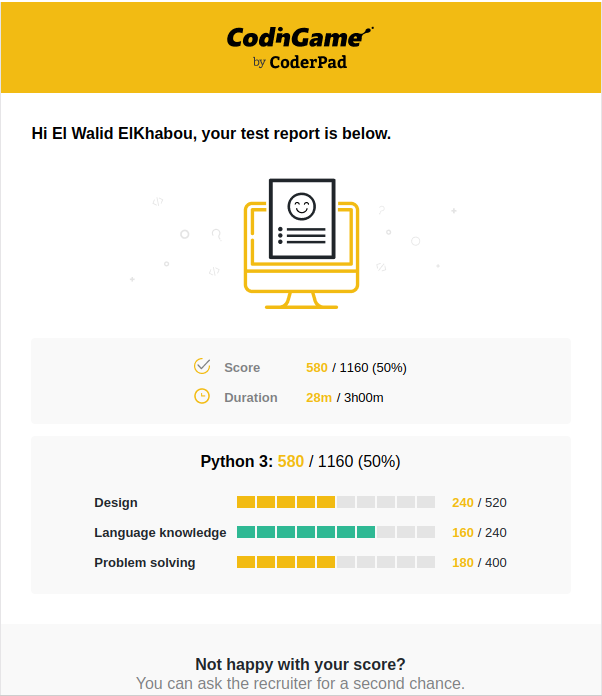 CodinGame
by CoderPad
Hi El Walid ElKhabou, your test report is below.
Score 580 / 1160 (50%)
Duration 28m / 3h00m
Python 3: 580 / 1160 (50%)
Design 240 / 520
Language knowledge 160 / 240
Problem solving 180 / 400
Not happy with your score?
You can ask the recruiter for a second chance.